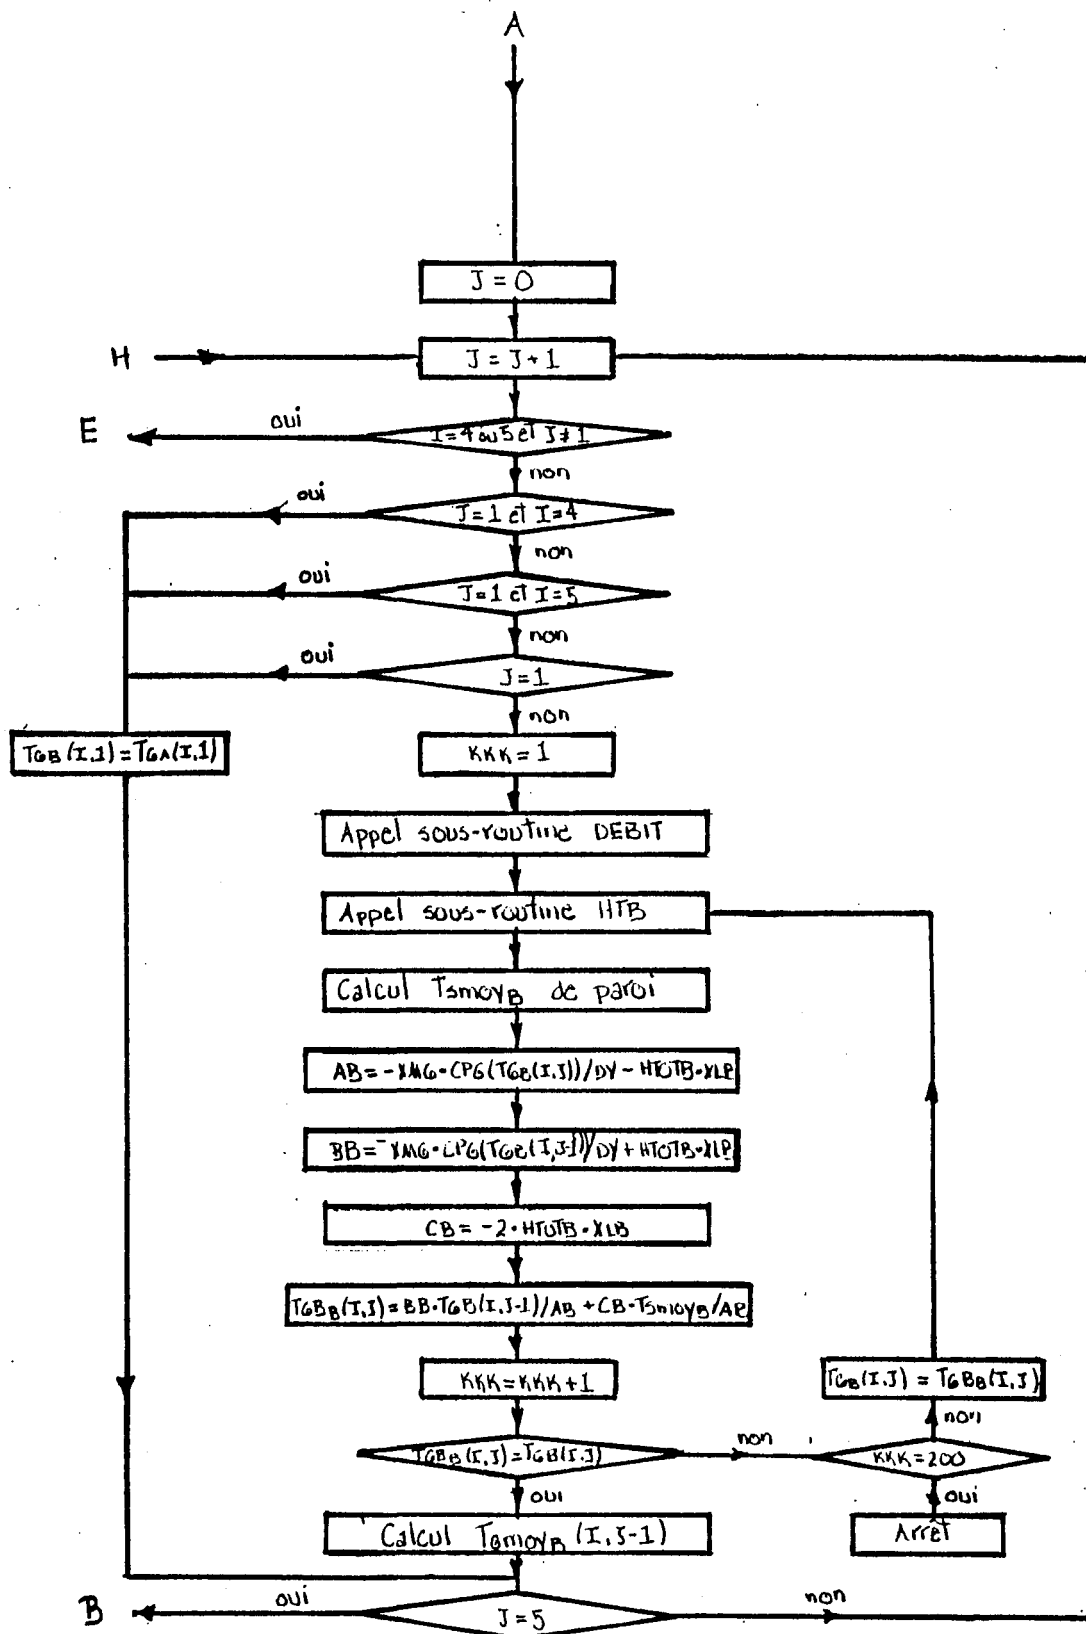 A
J = 0
H
J = J + 1
E
oui
I=4 ou 5 et J≠1
non
oui
J=1 et I=4
non
oui
J=1 et I=5
non
oui
J=1
non
TGB(I,1)=TGA(I,1)
KKK=1
Appel sous-routine DEBIT
Appel sous-routine HTB
Calcul TsmoyB de paroi
AB=-XMG·CPG(TGB(I,J))/DY-HTOTB·XLB
BB=-XMG·CPG(TGB(I,J-1))/DY+HTOTB·XLB
CB=-2·HTOTB·XLB
TGBB(I,J)=BB·TGB(I,J-1)/AB+CB·TsmoyB/AB
KKK=KKK+1
TGB(I,J)=TGBB(I,J)
non
TGBB(I,J)=TGB(I,J)
non
KKK=200
oui
oui
Calcul TGmoyB(I,J-1)
Arrêt
B
oui
J=5
non